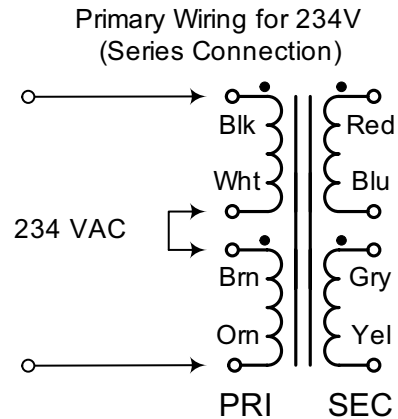 Primary Wiring for 234V
(Series Connection)
Blk Red
Wht Blu
234 VAC
Brn Gry
Orn Yel
PRI SEC